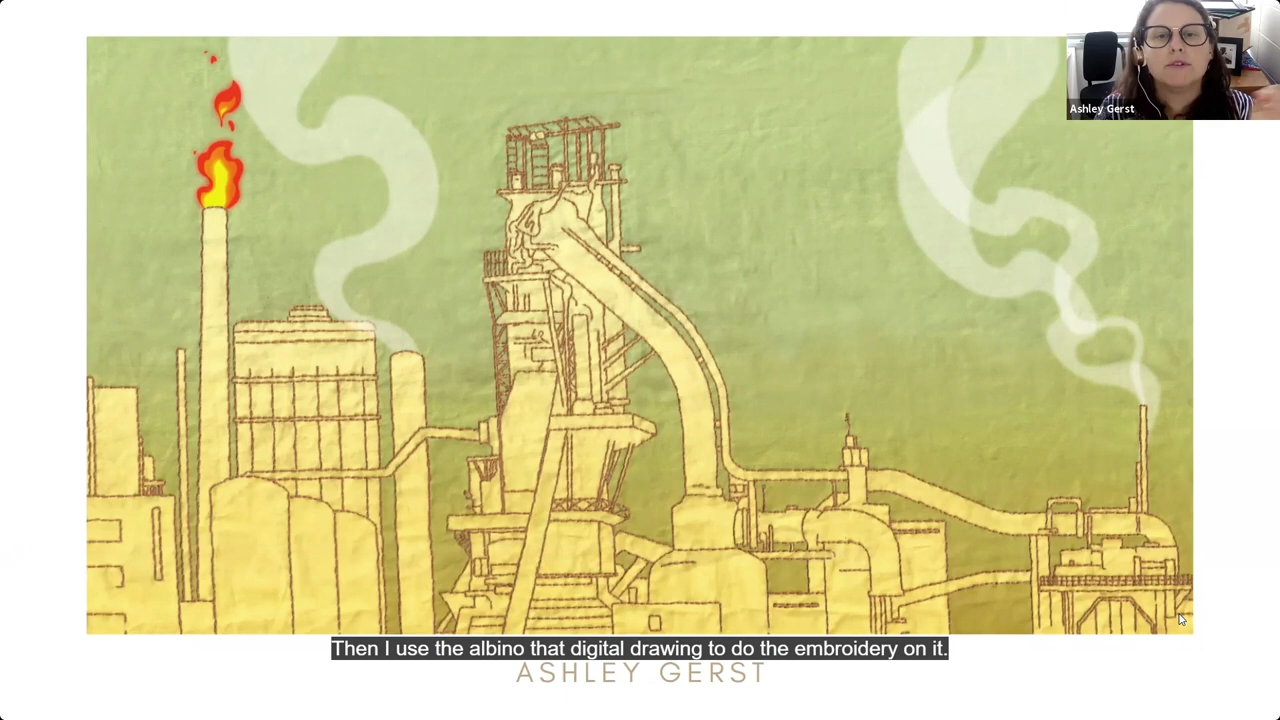 Ashley Gerst
Then I use the albino that digital drawing to do the embroidery on it.
ASHLEY GERST